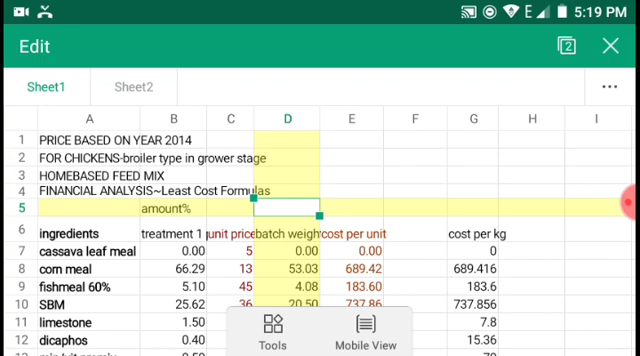 E 5:19 PM
Edit 2
Sheet1 Sheet2
A B C D E F G H I
1 PRICE BASED ON YEAR 2014
2 FOR CHICKENS-broiler type in grower stage
3 HOMEBASED FEED MIX
4 FINANCIAL ANALYSIS~Least Cost Formulas
5 amount%
6 ingredients treatment 1 unit price batch weigh cost per unit cost per kg
7 cassava leaf meal 0.00 5 0.00 0.00 0
8 corn meal 66.29 13 53.03 689.42 689.416
9 fishmeal 60% 5.10 45 4.08 183.60 183.6
10 SBM 25.62 36 20.50 737.86 737.856
11 limestone 1.50 7.8
12 dicaphos 0.40 15.36
Tools Mobile View